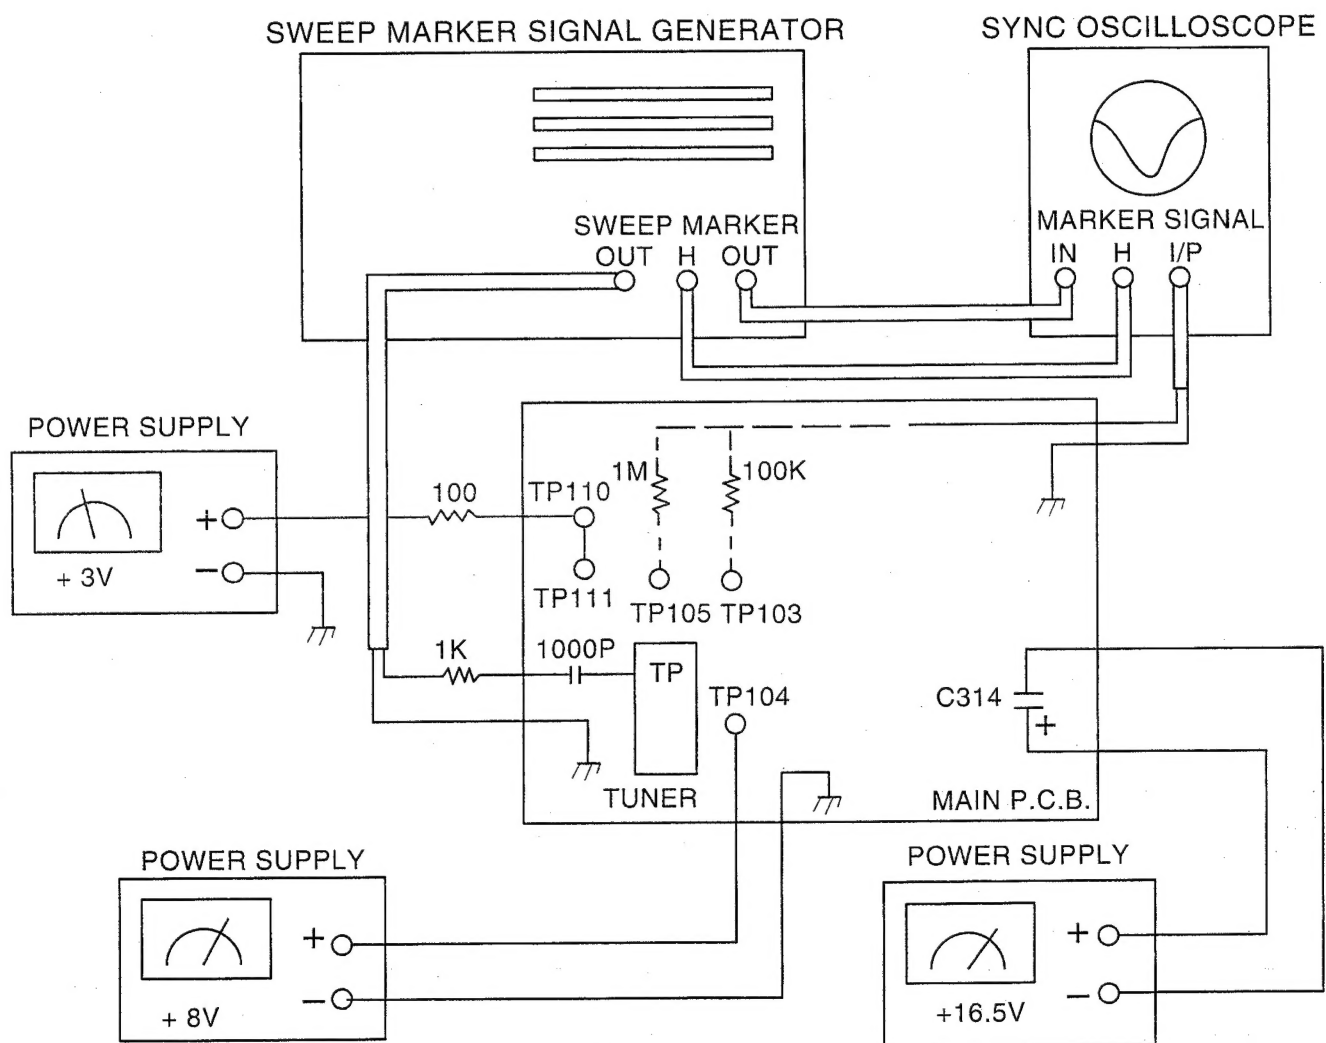 SWEEP MARKER SIGNAL GENERATOR
SYNC OSCILLOSCOPE
SWEEP MARKER
OUT H OUT
MARKER SIGNAL
IN H I/P
POWER SUPPLY
+
-
+ 3V
100
TP110
TP111
1M
100K
TP105
TP103
1K
1000P
TP
TP104
TUNER
C314
+
MAIN P.C.B.
POWER SUPPLY
+
-
+ 8V
POWER SUPPLY
+
-
+16.5V